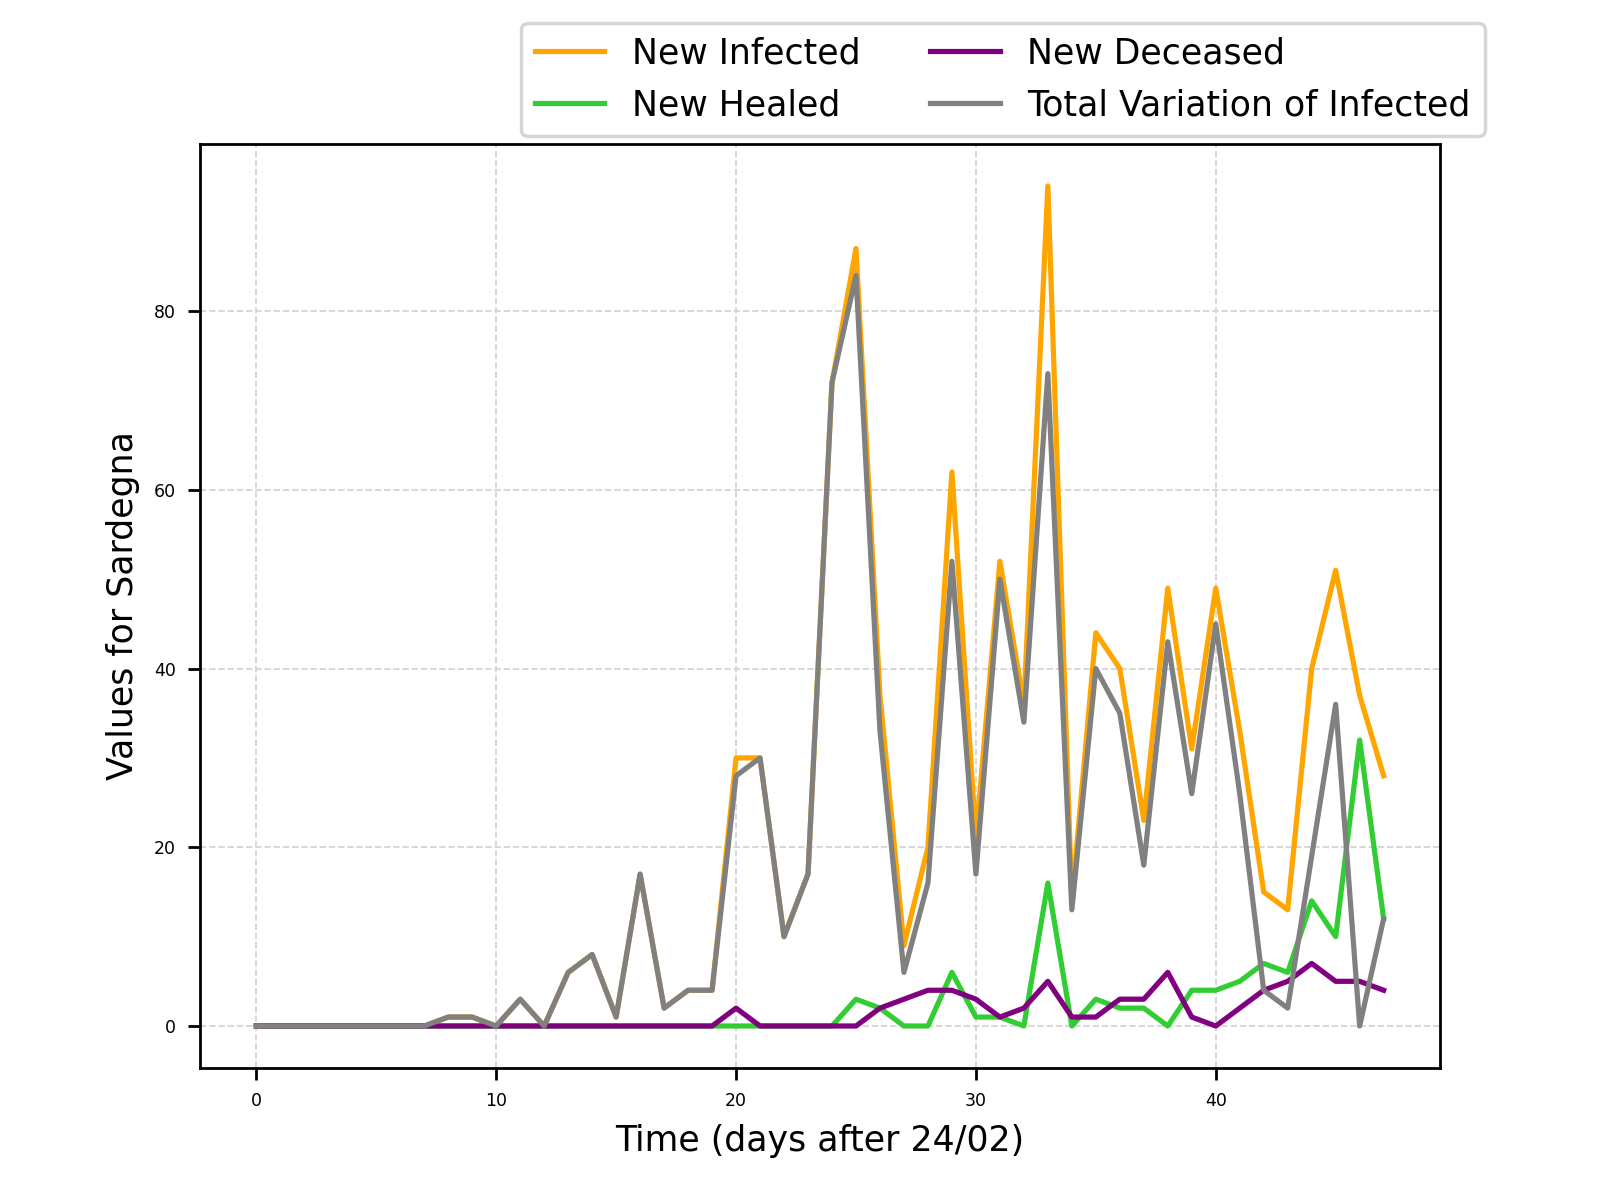 New Infected
New Healed
New Deceased
Total Variation of Infected
Values for Sardegna
80
60
40
20
0
0 10 20 30 40
Time (days after 24/02)